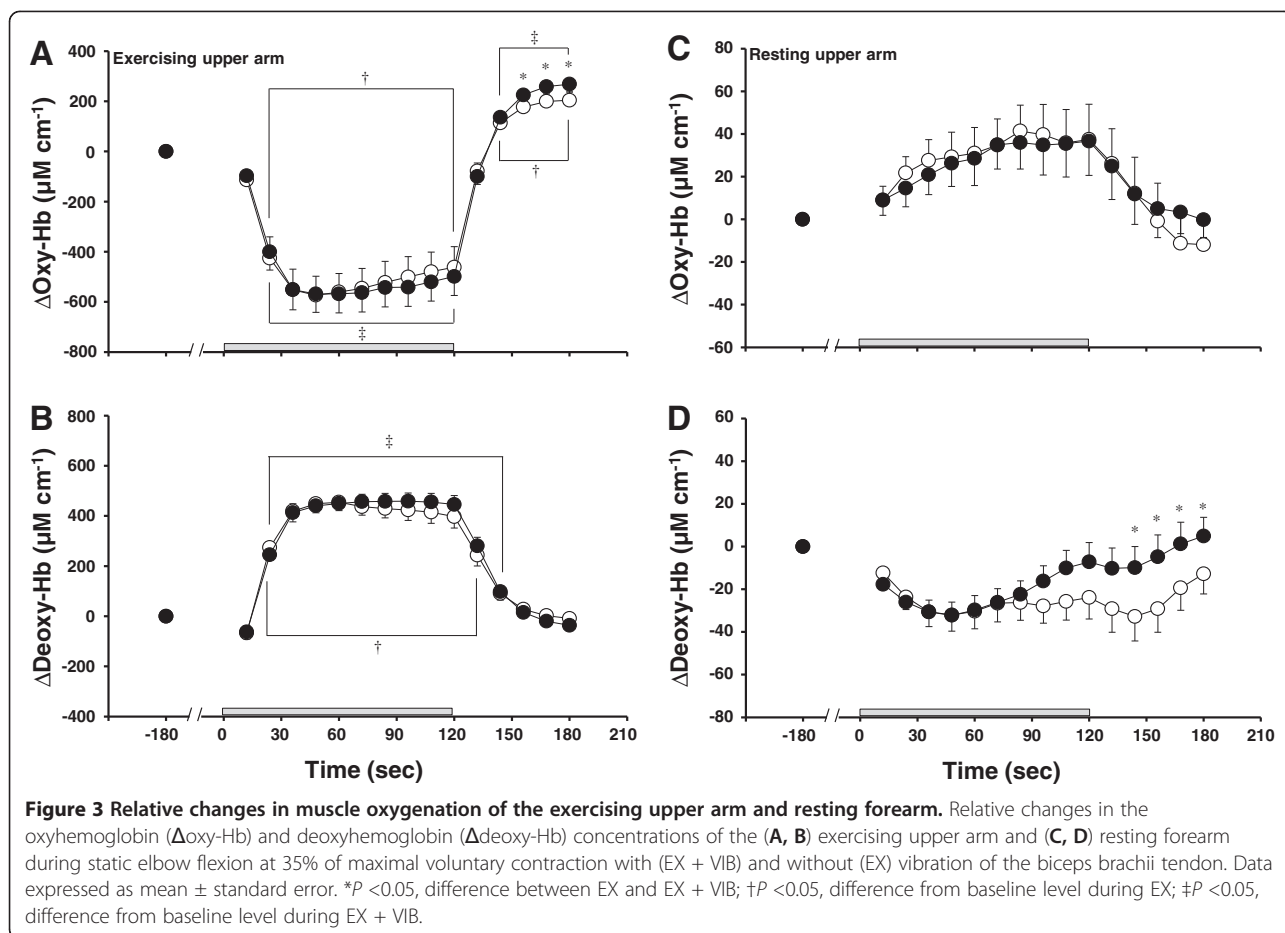 A
Exercising upper arm
ΔOxy-Hb (µM cm⁻¹)
400
200
0
-200
-400
-600
-800
†
‡
‡
* * *
†
C
Resting upper arm
ΔOxy-Hb (µM cm⁻¹)
80
60
40
20
0
-20
-40
-60
B
ΔDeoxy-Hb (µM cm⁻¹)
800
600
400
200
0
-200
-400
‡
†
-180 0 30 60 90 120 150 180 210
Time (sec)
D
ΔDeoxy-Hb (µM cm⁻¹)
60
40
20
0
-20
-40
-60
-80
* * * *
-180 0 30 60 90 120 150 180 210
Time (sec)
Figure 3 Relative changes in muscle oxygenation of the exercising upper arm and resting forearm. Relative changes in the
oxyhemoglobin (Δoxy-Hb) and deoxyhemoglobin (Δdeoxy-Hb) concentrations of the (A, B) exercising upper arm and (C, D) resting forearm
during static elbow flexion at 35% of maximal voluntary contraction with (EX + VIB) and without (EX) vibration of the biceps brachii tendon. Data
expressed as mean ± standard error. *P <0.05, difference between EX and EX + VIB; †P <0.05, difference from baseline level during EX; ‡P <0.05,
difference from baseline level during EX + VIB.